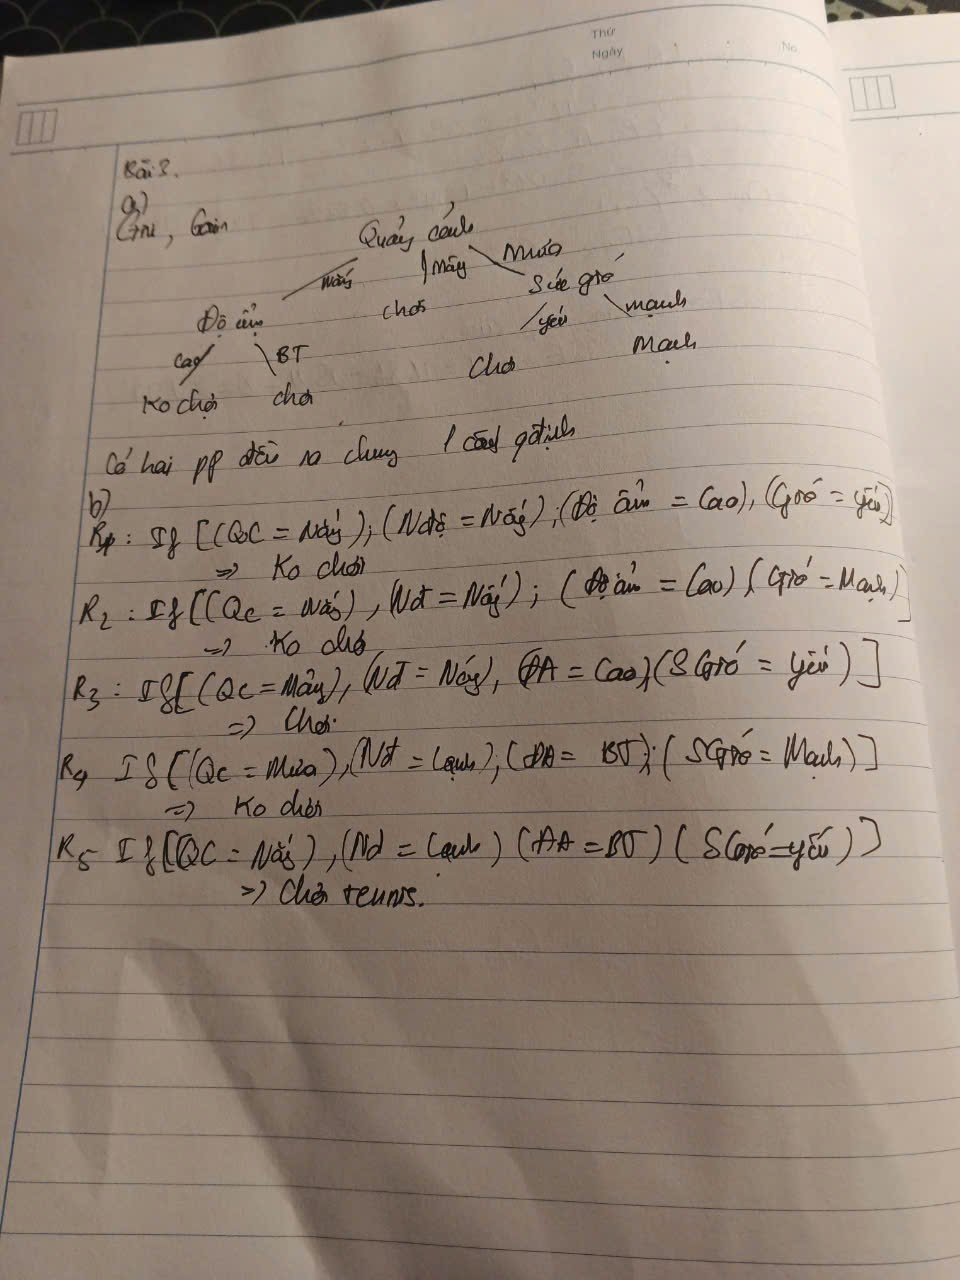 Thứ
Ngày
No.
Bài 8.
a)
Gini, Gain
Quảng cảnh
Nắng Mây Mưa
Độ ẩm chơi Sức gió
Cao BT yếu mạnh
Ko chơi chơi Chơi Mạnh
Có hai pp đều ra chung 1 cây qđịnh
b)
R1: If [(QC = Nắng); (Nđộ = Nóng); (Độ ẩm = Cao), (Gió = yếu)]
=> Ko chơi
R2: If [(Qc = Nắng), (Nđ = Nóng); (Độ ẩm = Cao) (Gió = Mạnh)]
=> Ko chơi
R3: If [(Qc = Mây), (Nđ = Nóng), (ĐA = Cao), (SGió = yếu)]
=> Chơi.
R4 If [(Qc = Mưa), (Nđ = Lạnh); (ĐA = BT); (SGió = Mạnh)]
=> Ko chơi
R5 If [(QC = Nắng), (Nđ = Lạnh) (ĐA = BT) (SGió = yếu)]
=> Chơi tennis.